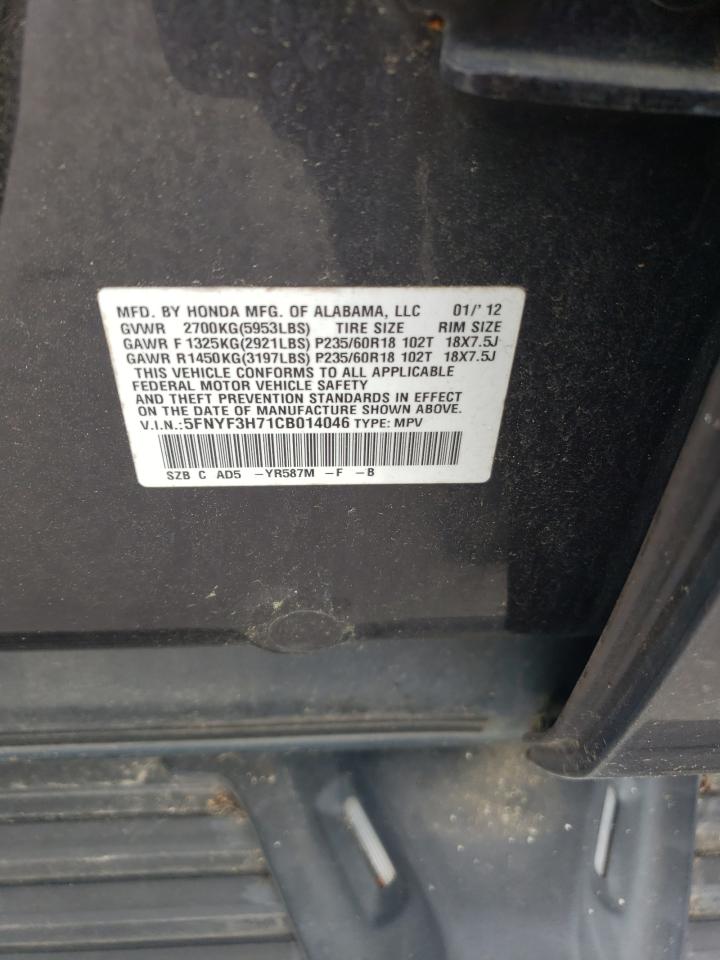 MFD. BY HONDA MFG. OF ALABAMA, LLC 01/'12
GVWR 2700KG(5953LBS) TIRE SIZE RIM SIZE
GAWR F 1325KG(2921LBS) P235/60R18 102T 18X7.5J
GAWR R1450KG(3197LBS) P235/60R18 102T 18X7.5J
THIS VEHICLE CONFORMS TO ALL APPLICABLE
FEDERAL MOTOR VEHICLE SAFETY
AND THEFT PREVENTION STANDARDS IN EFFECT
ON THE DATE OF MANUFACTURE SHOWN ABOVE.
V.I.N.:5FNYF3H71CB014046 TYPE: MPV
SZB C AD5 -YR587M -F -B